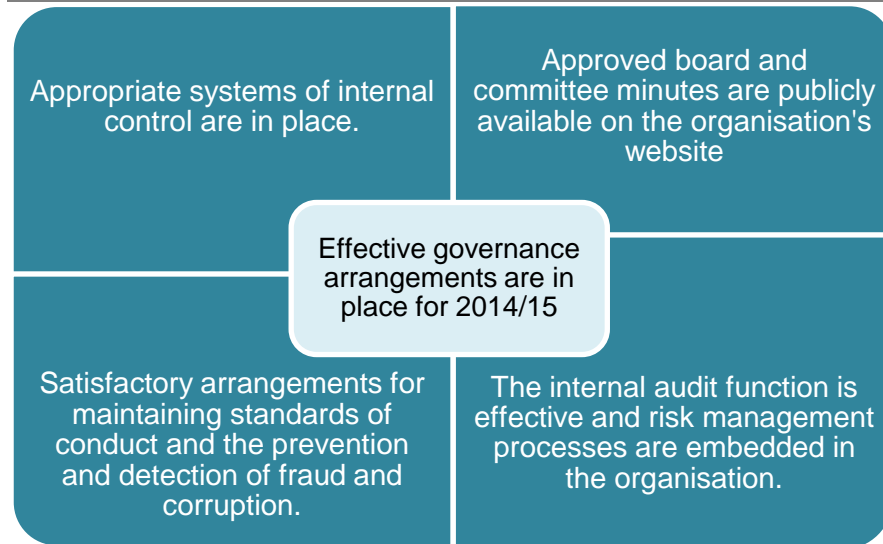 Appropriate systems of internal
control are in place.
Approved board and
committee minutes are publicly
available on the organisation's
website
Effective governance
arrangements are in
place for 2014/15
Satisfactory arrangements for
maintaining standards of
conduct and the prevention
and detection of fraud and
corruption.
The internal audit function is
effective and risk management
processes are embedded in
the organisation.